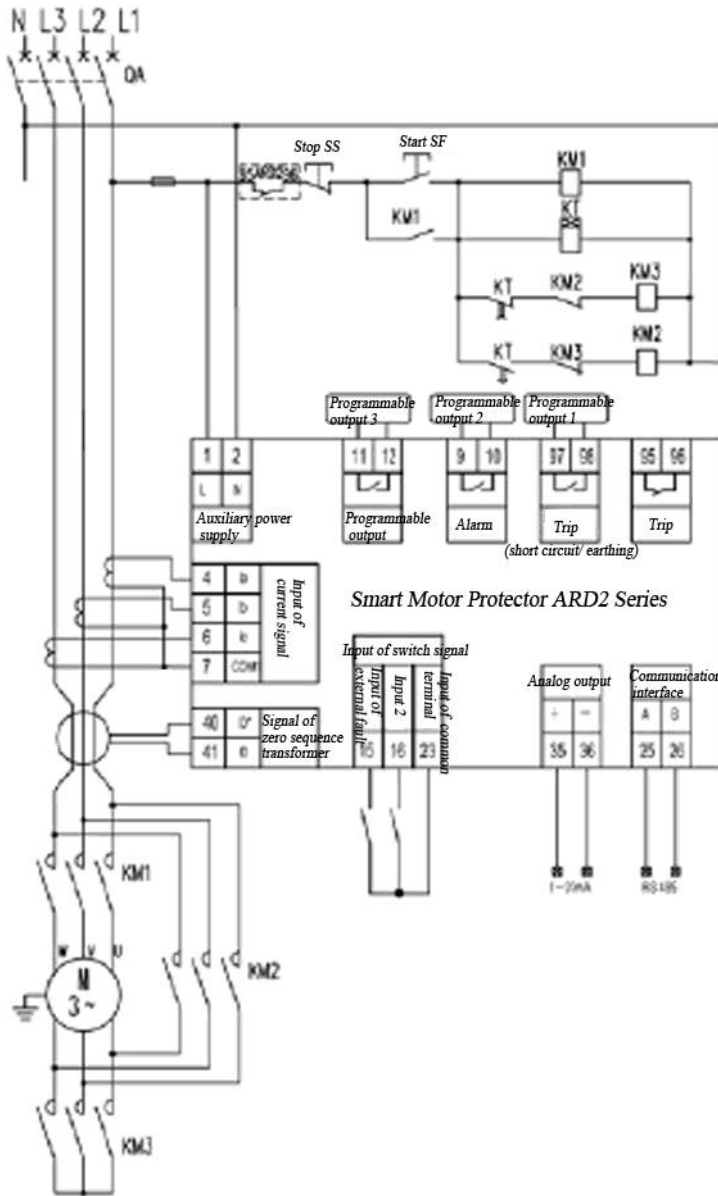 N L3 L2 L1
QA
Stop SS
Start SF
KM1
KT
KM1
KM3
KT
KM2
KM2
KT
KM3
Programmable
output 3
Programmable
output 2
Programmable
output 1
1
2
11
12
9
10
97
98
95
96
L
N
Auxiliary power
supply
Programmable
output
Alarm
Trip
(short circuit/ earthing)
Trip
4
5
6
7
COM
Input of
current signal
Smart Motor Protector ARD2 Series
Input of switch signal
Input of
external fault
Input 2
Input of common
terminal
15
16
23
Analog output
+
−
35
36
Communication
interface
A
B
25
26
40
41
Signal of
zero sequence
transformer
RS485
KM1
W V U
M
3~
KM2
KM3